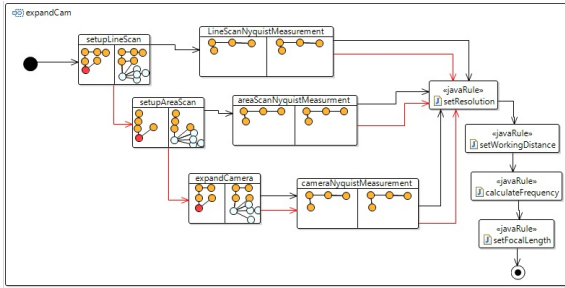 expandCam
setupLineScan
LineScanNyquistMeasurement
setupAreaScan
areaScanNyquistMeasurment
expandCamera
cameraNyquistMeasurement
«javaRule»
setResolution
«javaRule»
setWorkingDistance
«javaRule»
calculateFrequency
«javaRule»
setFocalLength